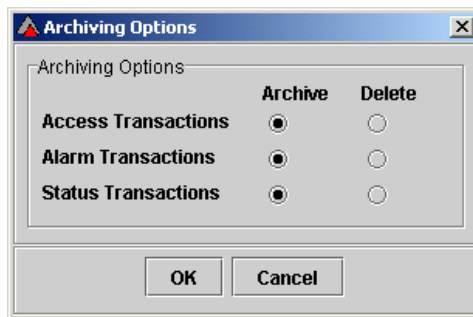 Archiving Options
Archiving Options
Archive Delete
Access Transactions
Alarm Transactions
Status Transactions
OK Cancel